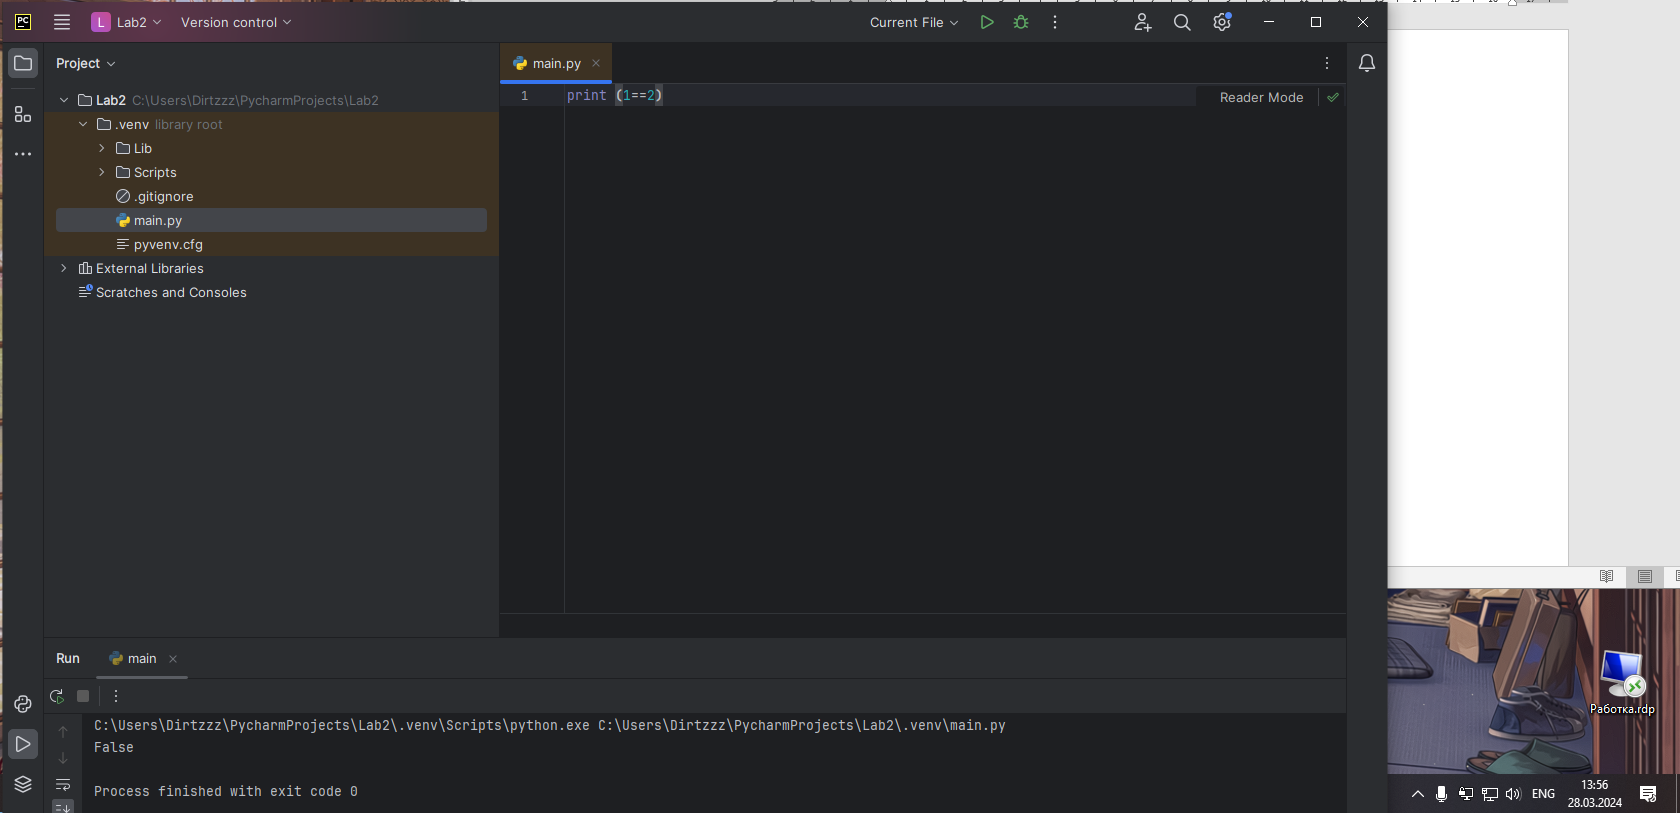 PC L Lab2 Version control Current File
Project
main.py
Lab2 C:\Users\Dirtzzz\PycharmProjects\Lab2
.venv library root
Lib
Scripts
.gitignore
main.py
pyvenv.cfg
External Libraries
Scratches and Consoles
1 print (1==2)
Reader Mode
Run main
C:\Users\Dirtzzz\PycharmProjects\Lab2\.venv\Scripts\python.exe C:\Users\Dirtzzz\PycharmProjects\Lab2\.venv\main.py
False
Process finished with exit code 0
Работка.rdp
ENG
13:56
28.03.2024